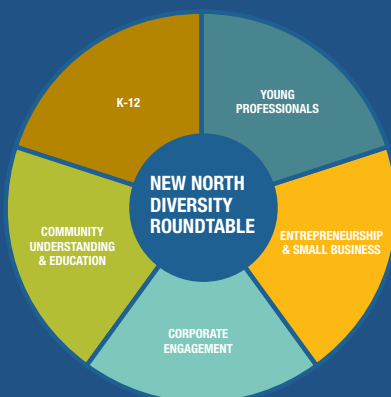 K-12
YOUNG
PROFESSIONALS
NEW NORTH
DIVERSITY
ROUNDTABLE
COMMUNITY
UNDERSTANDING
& EDUCATION
ENTREPRENEURSHIP
& SMALL BUSINESS
CORPORATE
ENGAGEMENT